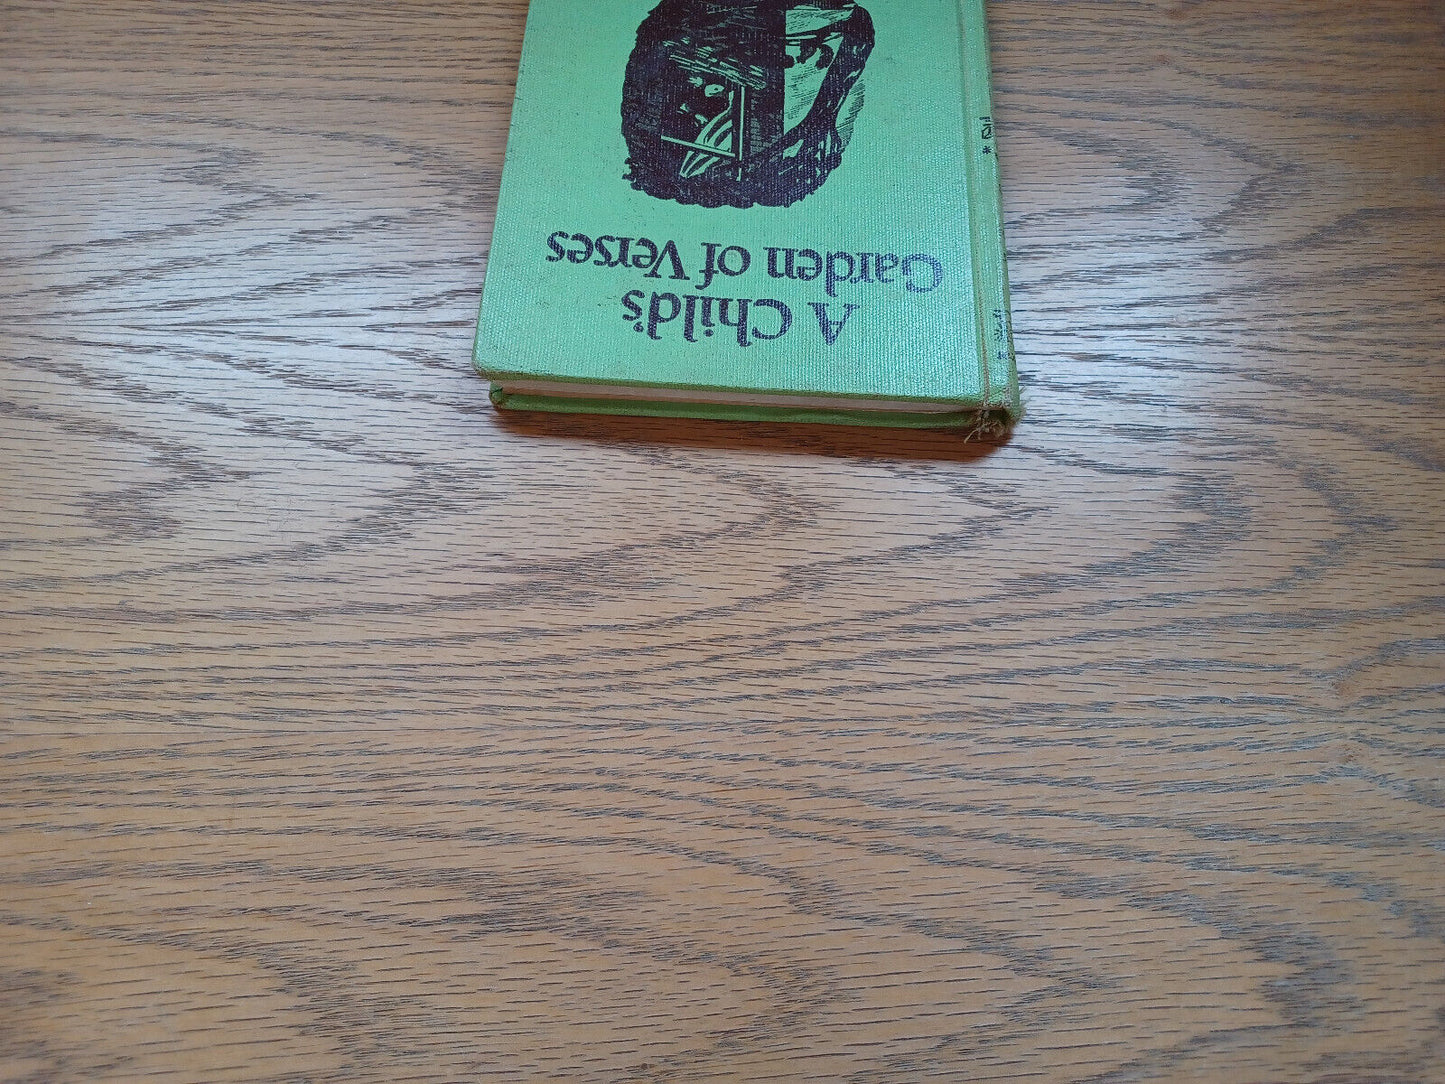 A Child's
Garden of Verses